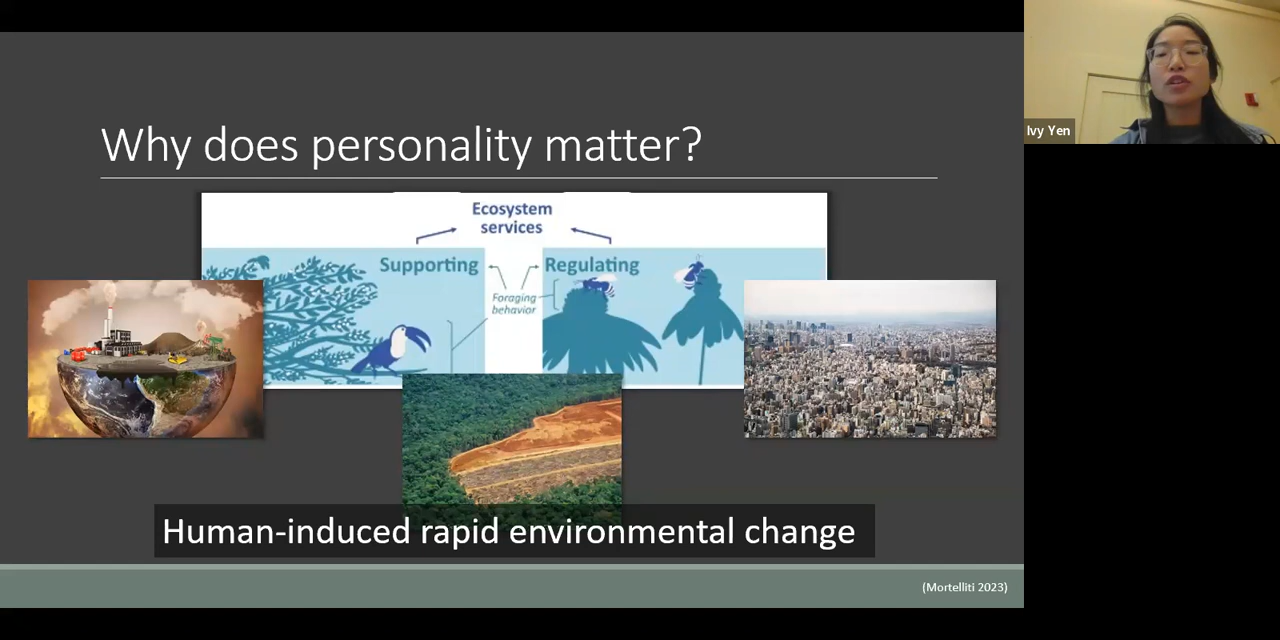 Why does personality matter?
Ecosystem
services
Supporting
Regulating
Foraging
behavior
Human-induced rapid environmental change
(Mortelliti 2023)
Ivy Yen